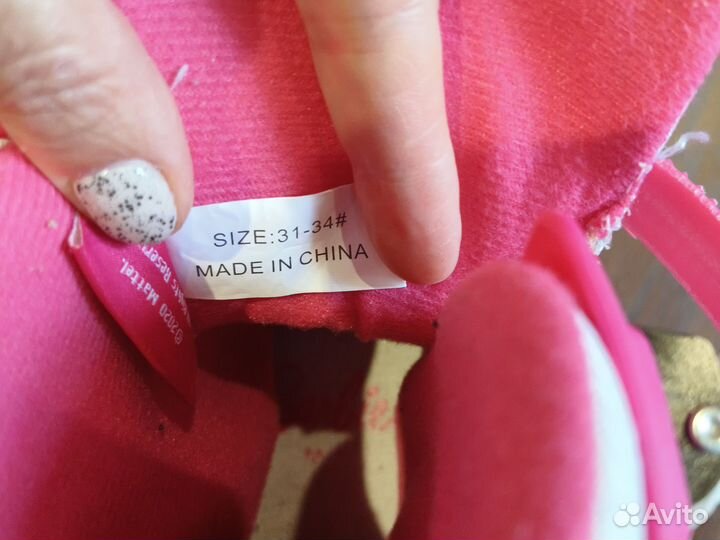 SIZE:31-34#
MADE IN CHINA
©2020 Mattel.
Avito